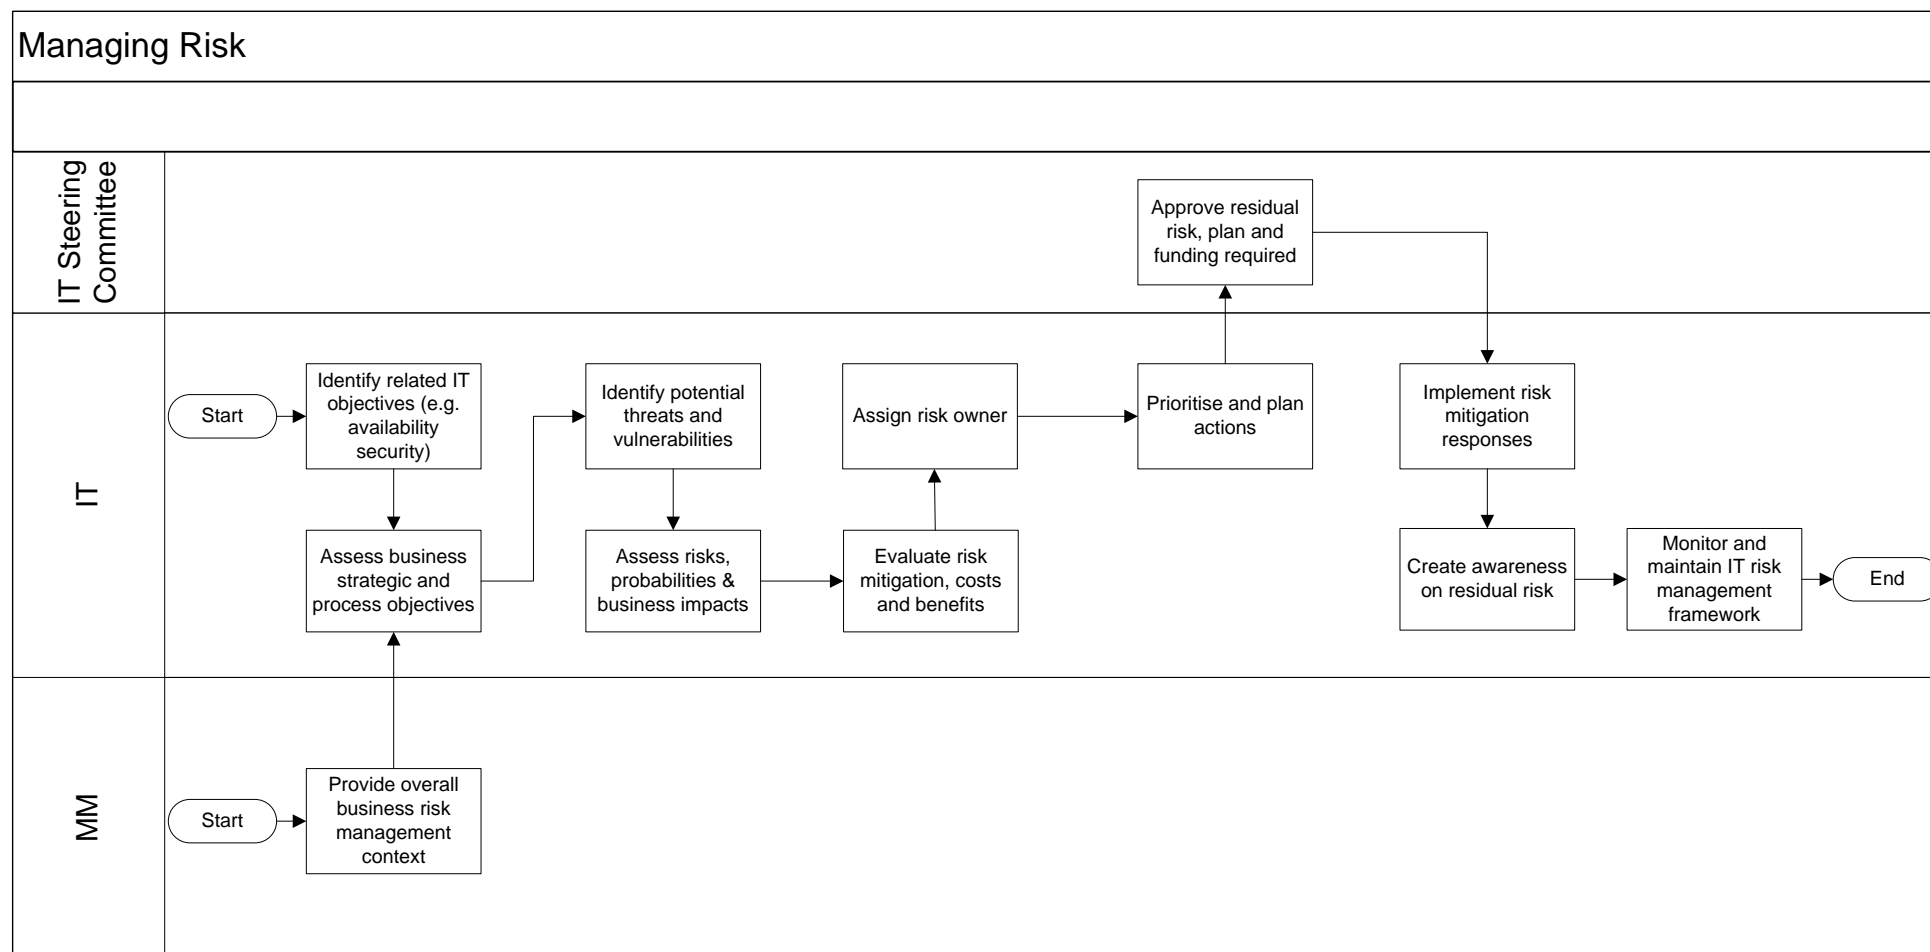 Managing Risk
IT Steering
Committee
Approve residual
risk, plan and
funding required
IT
Start
Identify related IT
objectives (e.g.
availability
security)
Identify potential
threats and
vulnerabilities
Assign risk owner
Prioritise and plan
actions
Implement risk
mitigation
responses
Assess business
strategic and
process objectives
Assess risks,
probabilities &
business impacts
Evaluate risk
mitigation, costs
and benefits
Create awareness
on residual risk
Monitor and
maintain IT risk
management
framework
End
MM
Start
Provide overall
business risk
management
context